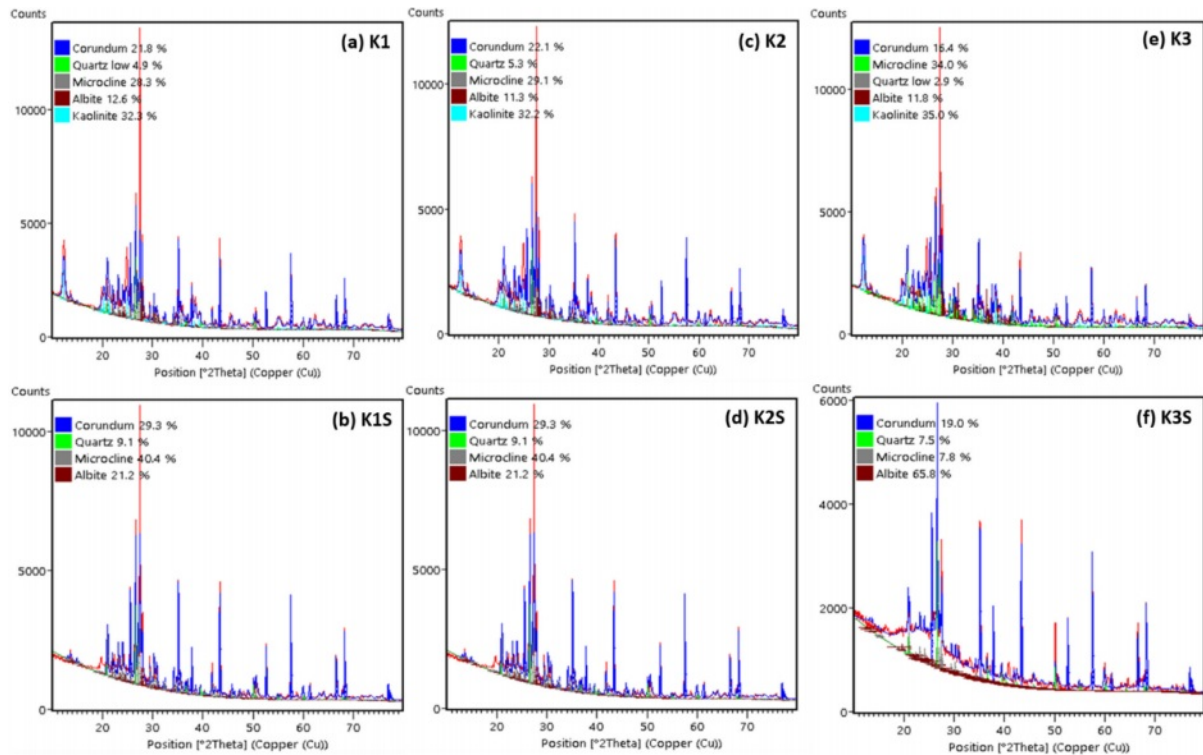 Counts
(a) K1
Corundum 21.8 %
Quartz low 4.9 %
Microcline 28.3 %
Albite 12.6 %
Kaolinite 32.3 %
10000
5000
0
20 30 40 50 60 70
Position [°2Theta] (Copper (Cu))
Counts
(c) K2
Corundum 22.1 %
Quartz 5.3 %
Microcline 29.1 %
Albite 11.3 %
Kaolinite 32.2 %
10000
5000
0
20 30 40 50 60 70
Position [°2Theta] (Copper (Cu))
Counts
(e) K3
Corundum 16.4 %
Microcline 34.0 %
Quartz low 2.9 %
Albite 11.8 %
Kaolinite 35.0 %
10000
5000
0
20 30 40 50 60 70
Position [°2Theta] (Copper (Cu))
Counts
(b) K1S
Corundum 29.3 %
Quartz 9.1 %
Microcline 40.4 %
Albite 21.2 %
10000
5000
0
20 30 40 50 60 70
Position [°2Theta] (Copper (Cu))
Counts
(d) K2S
Corundum 29.3 %
Quartz 9.1 %
Microcline 40.4 %
Albite 21.2 %
10000
5000
0
20 30 40 50 60 70
Position [°2Theta] (Copper (Cu))
Counts
(f) K3S
Corundum 19.0 %
Quartz 7.5 %
Microcline 7.8 %
Albite 65.8 %
6000
4000
2000
0
20 30 40 50 60 70
Position [°2Theta] (Copper (Cu))